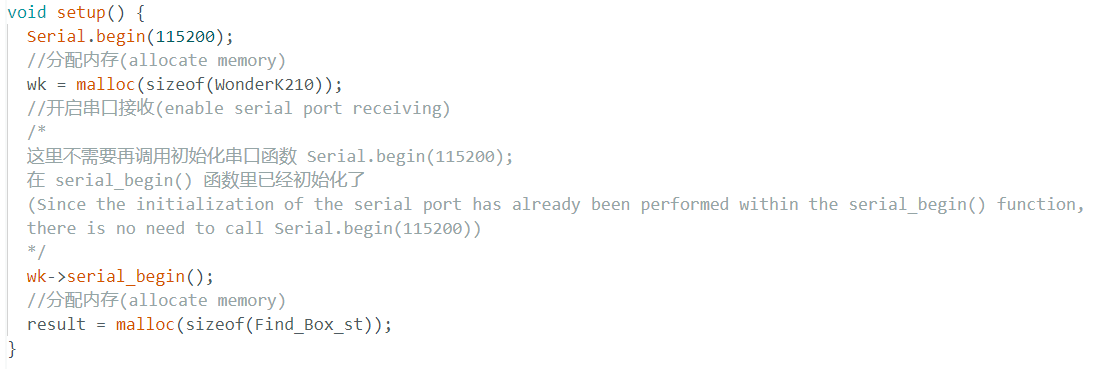 void setup() {
  Serial.begin(115200);
  //分配内存(allocate memory)
  wk = malloc(sizeof(WonderK210));
  //开启串口接收(enable serial port receiving)
  /*
  这里不需要再调用初始化串口函数 Serial.begin(115200);
  在 serial_begin() 函数里已经初始化了
  (Since the initialization of the serial port has already been performed within the serial_begin() function,
  there is no need to call Serial.begin(115200))
  */
  wk->serial_begin();
  //分配内存(allocate memory)
  result = malloc(sizeof(Find_Box_st));
}